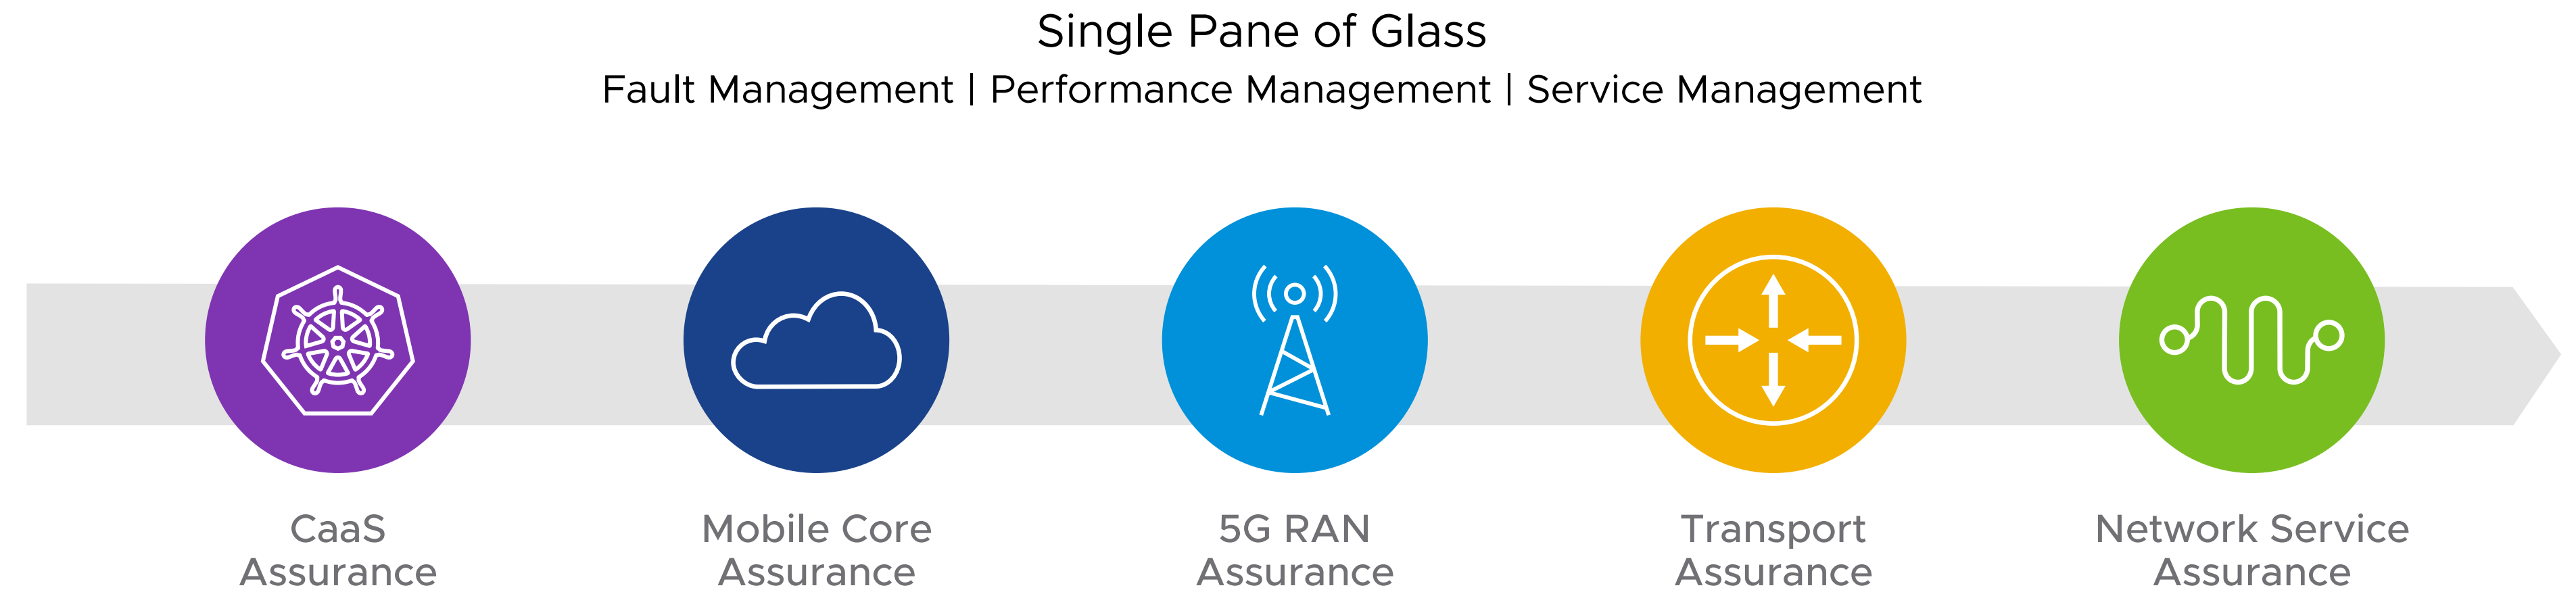 Single Pane of Glass
Fault Management | Performance Management | Service Management
CaaS
Assurance
Mobile Core
Assurance
5G RAN
Assurance
Transport
Assurance
Network Service
Assurance